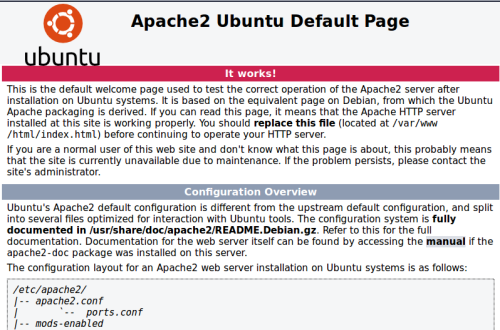 Apache2 Ubuntu Default Page
ubuntu
It works!
This is the default welcome page used to test the correct operation of the Apache2 server after
installation on Ubuntu systems. It is based on the equivalent page on Debian, from which the Ubuntu
Apache packaging is derived. If you can read this page, it means that the Apache HTTP server
installed at this site is working properly. You should replace this file (located at /var/www
/html/index.html) before continuing to operate your HTTP server.
If you are a normal user of this web site and don't know what this page is about, this probably means
that the site is currently unavailable due to maintenance. If the problem persists, please contact the
site's administrator.
Configuration Overview
Ubuntu's Apache2 default configuration is different from the upstream default configuration, and split
into several files optimized for interaction with Ubuntu tools. The configuration system is fully
documented in /usr/share/doc/apache2/README.Debian.gz. Refer to this for the full
documentation. Documentation for the web server itself can be found by accessing the manual if the
apache2-doc package was installed on this server.
The configuration layout for an Apache2 web server installation on Ubuntu systems is as follows:
/etc/apache2/
|-- apache2.conf
|       `--  ports.conf
|-- mods-enabled